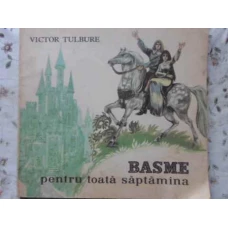 VICTOR TULBURE
BASME
pentru toată săptămîna